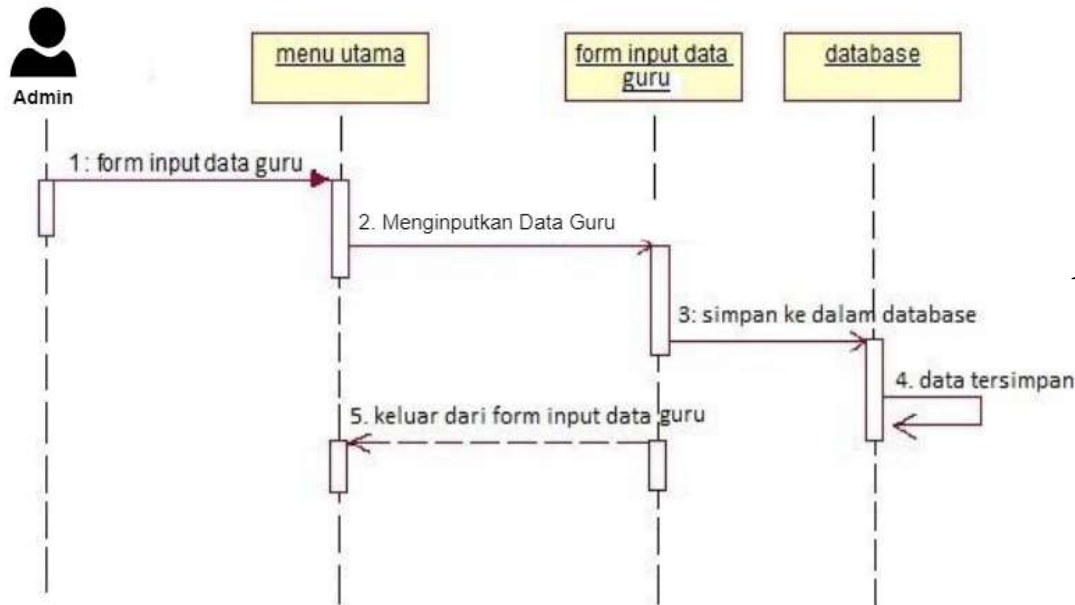 Admin
menu utama
form input data
guru
database
1: form input data guru
2. Menginputkan Data Guru
3: simpan ke dalam database
4. data tersimpan
5. keluar dari form input data guru